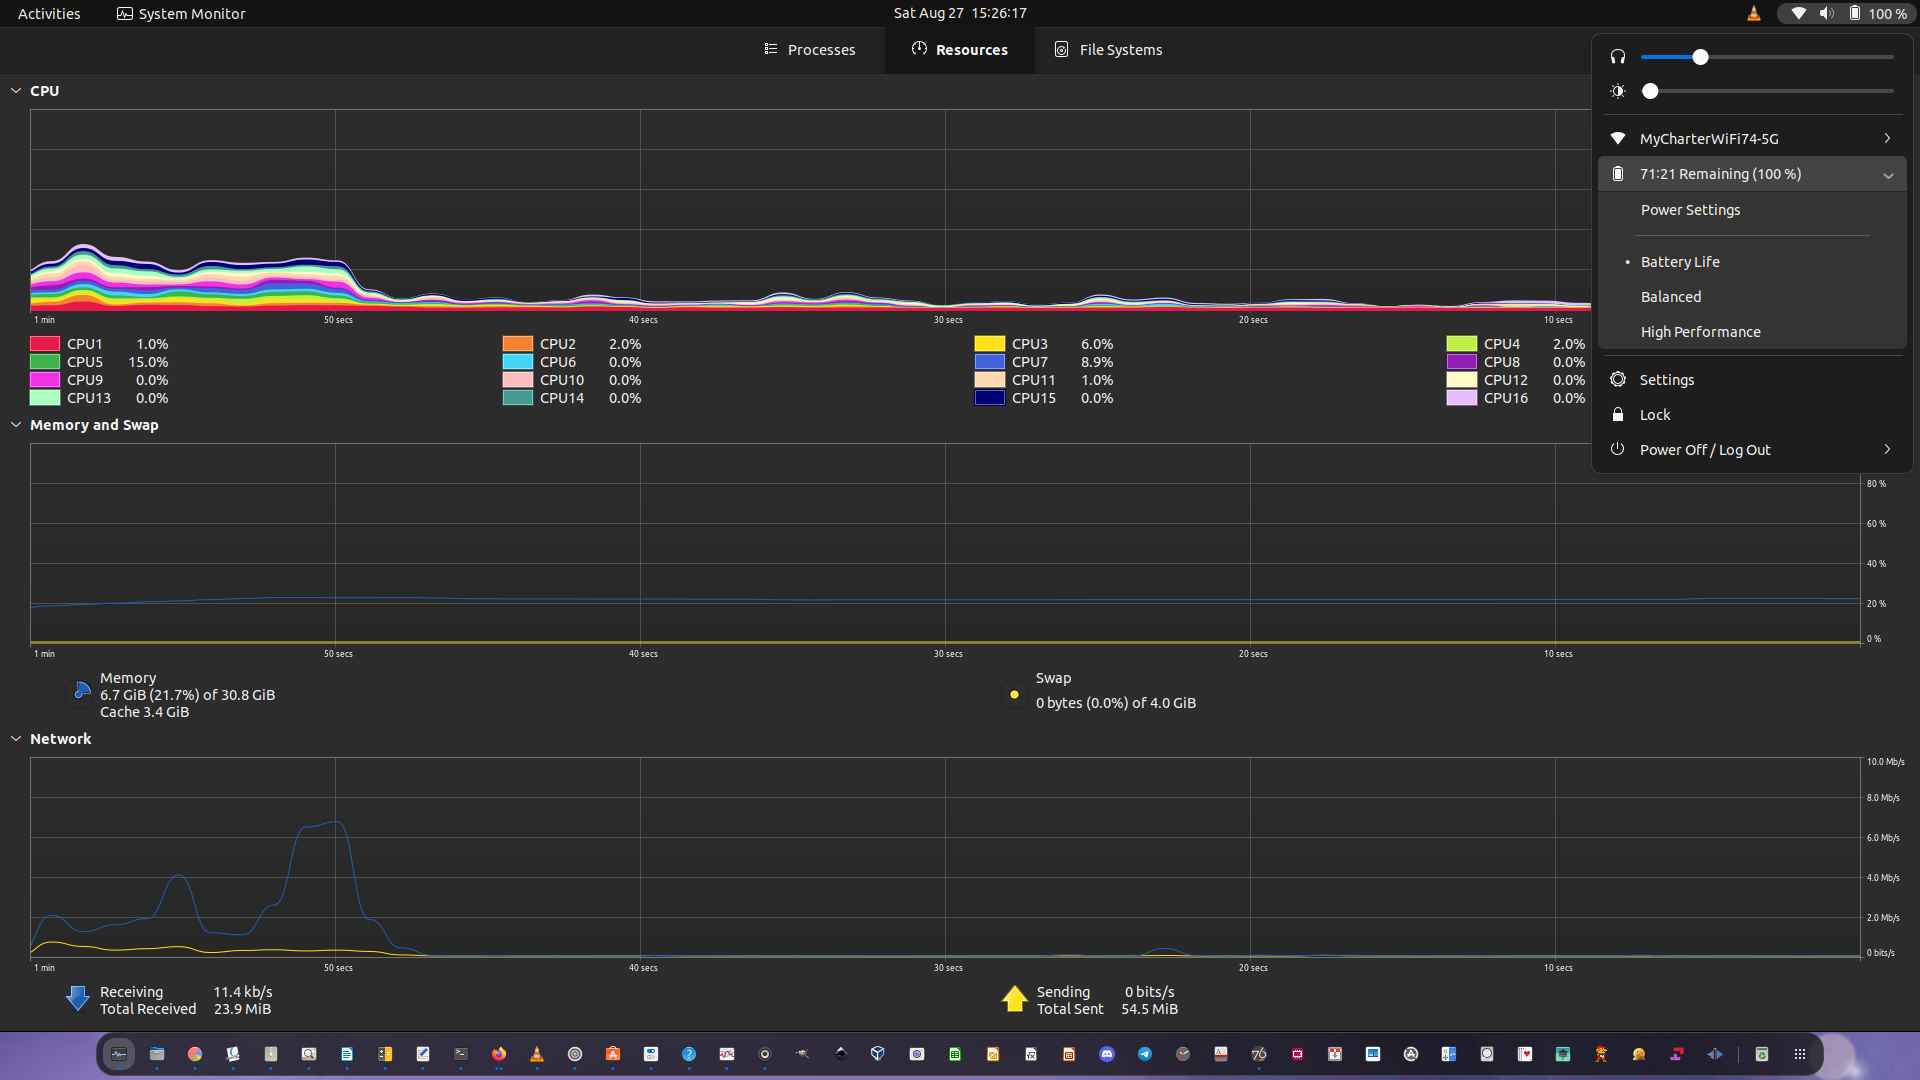 Activities System Monitor Sat Aug 27 15:26:17 100 %
Processes Resources File Systems
CPU
1 min 50 secs 40 secs 30 secs 20 secs 10 secs
CPU1 1.0% CPU2 2.0% CPU3 6.0% CPU4 2.0%
CPU5 15.0% CPU6 0.0% CPU7 8.9% CPU8 0.0%
CPU9 0.0% CPU10 0.0% CPU11 1.0% CPU12 0.0%
CPU13 0.0% CPU14 0.0% CPU15 0.0% CPU16 0.0%
MyCharterWiFi74-5G
71:21 Remaining (100 %)
Power Settings
• Battery Life
Balanced
High Performance
Settings
Lock
Power Off / Log Out
Memory and Swap
80 %
60 %
40 %
20 %
0 %
1 min 50 secs 40 secs 30 secs 20 secs 10 secs
Memory
6.7 GiB (21.7%) of 30.8 GiB
Cache 3.4 GiB
Swap
0 bytes (0.0%) of 4.0 GiB
Network
10.0 Mb/s
8.0 Mb/s
6.0 Mb/s
4.0 Mb/s
2.0 Mb/s
0 bits/s
1 min 50 secs 40 secs 30 secs 20 secs 10 secs
Receiving 11.4 kb/s
Total Received 23.9 MiB
Sending 0 bits/s
Total Sent 54.5 MiB
76